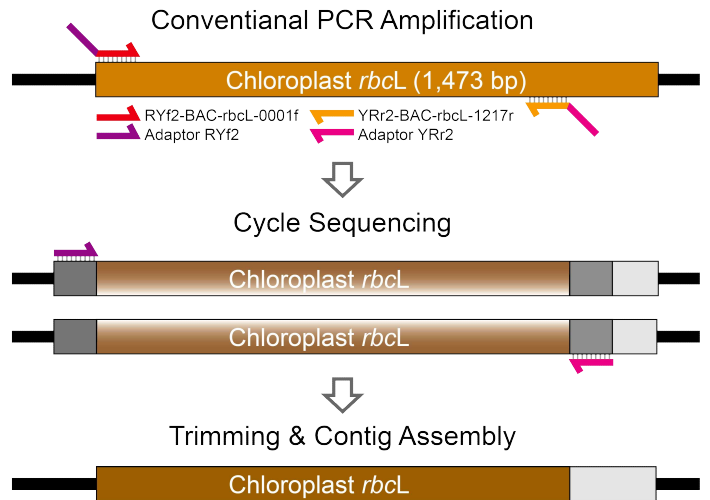 Conventianal PCR Amplification
Chloroplast rbcL (1,473 bp)
RYf2-BAC-rbcL-0001f YRr2-BAC-rbcL-1217r
Adaptor RYf2 Adaptor YRr2
Cycle Sequencing
Chloroplast rbcL
Chloroplast rbcL
Trimming & Contig Assembly
Chloroplast rbcL